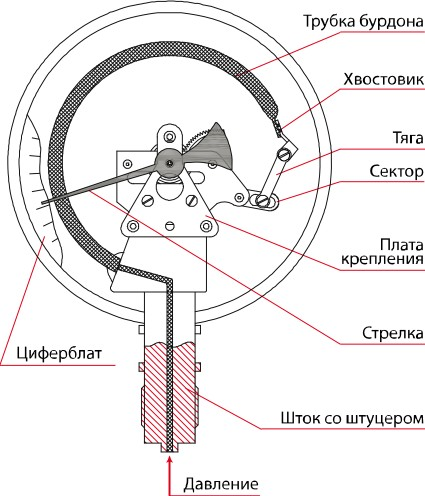 Трубка бурдона
Хвостовик
Тяга
Сектор
Плата
крепления
Стрелка
Циферблат
Шток со штуцером
Давление